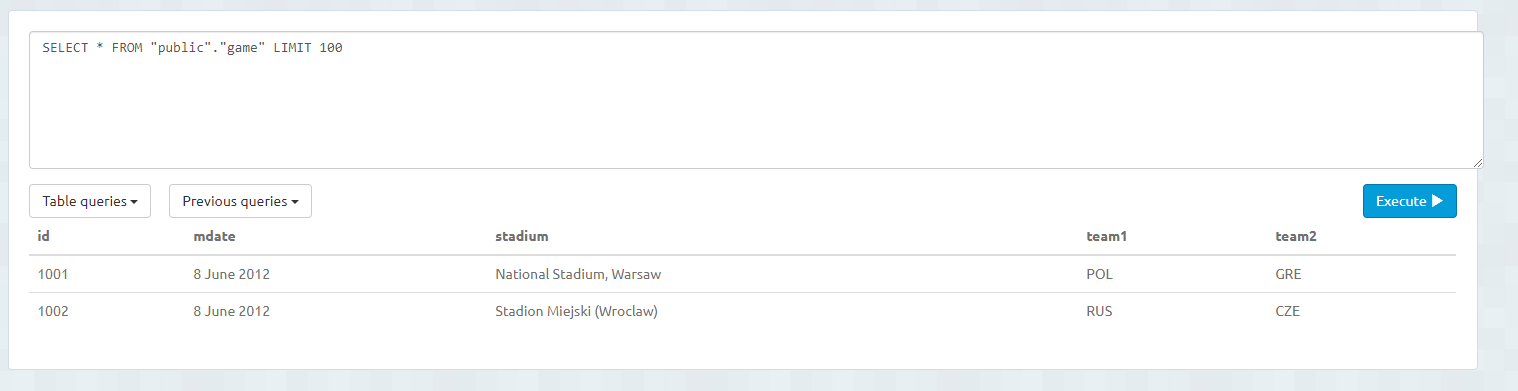 SELECT * FROM "public"."game" LIMIT 100
Table queries Previous queries Execute
id mdate stadium team1 team2
1001 8 June 2012 National Stadium, Warsaw POL GRE
1002 8 June 2012 Stadion Miejski (Wroclaw) RUS CZE